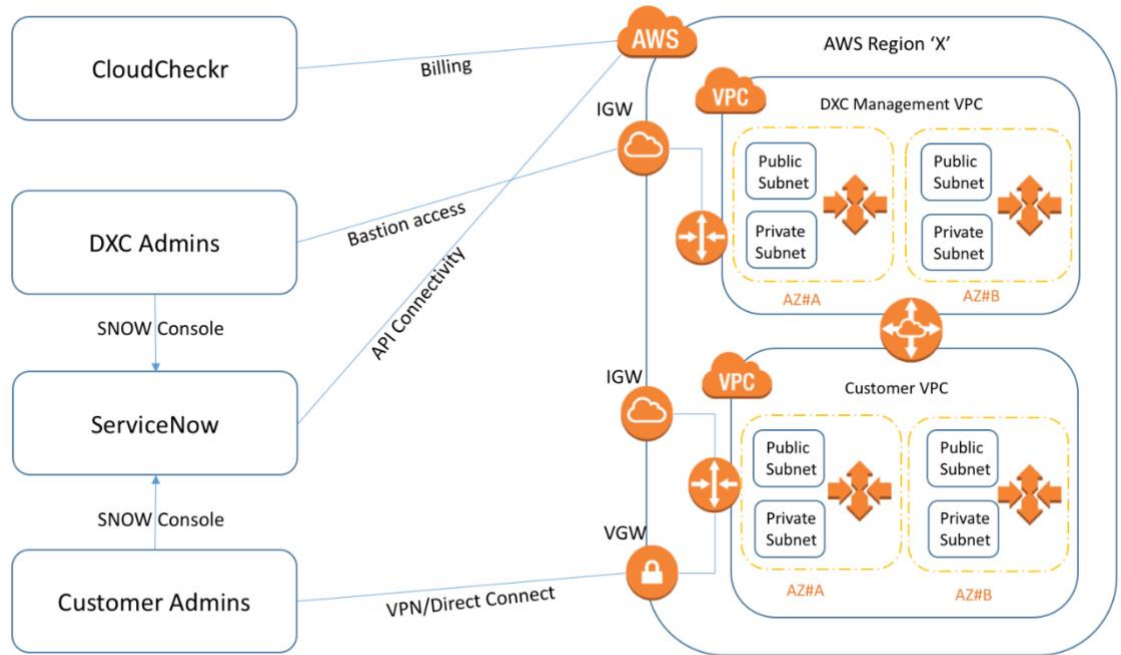 CloudCheckr
Billing
AWS
AWS Region ‘X’
VPC
DXC Management VPC
IGW
Public
Subnet
Private
Subnet
AZ#A
Public
Subnet
Private
Subnet
AZ#B
DXC Admins
Bastion access
SNOW Console
API Connectivity
ServiceNow
IGW
VPC
Customer VPC
Public
Subnet
Private
Subnet
AZ#A
Public
Subnet
Private
Subnet
AZ#B
SNOW Console
VGW
Customer Admins
VPN/Direct Connect